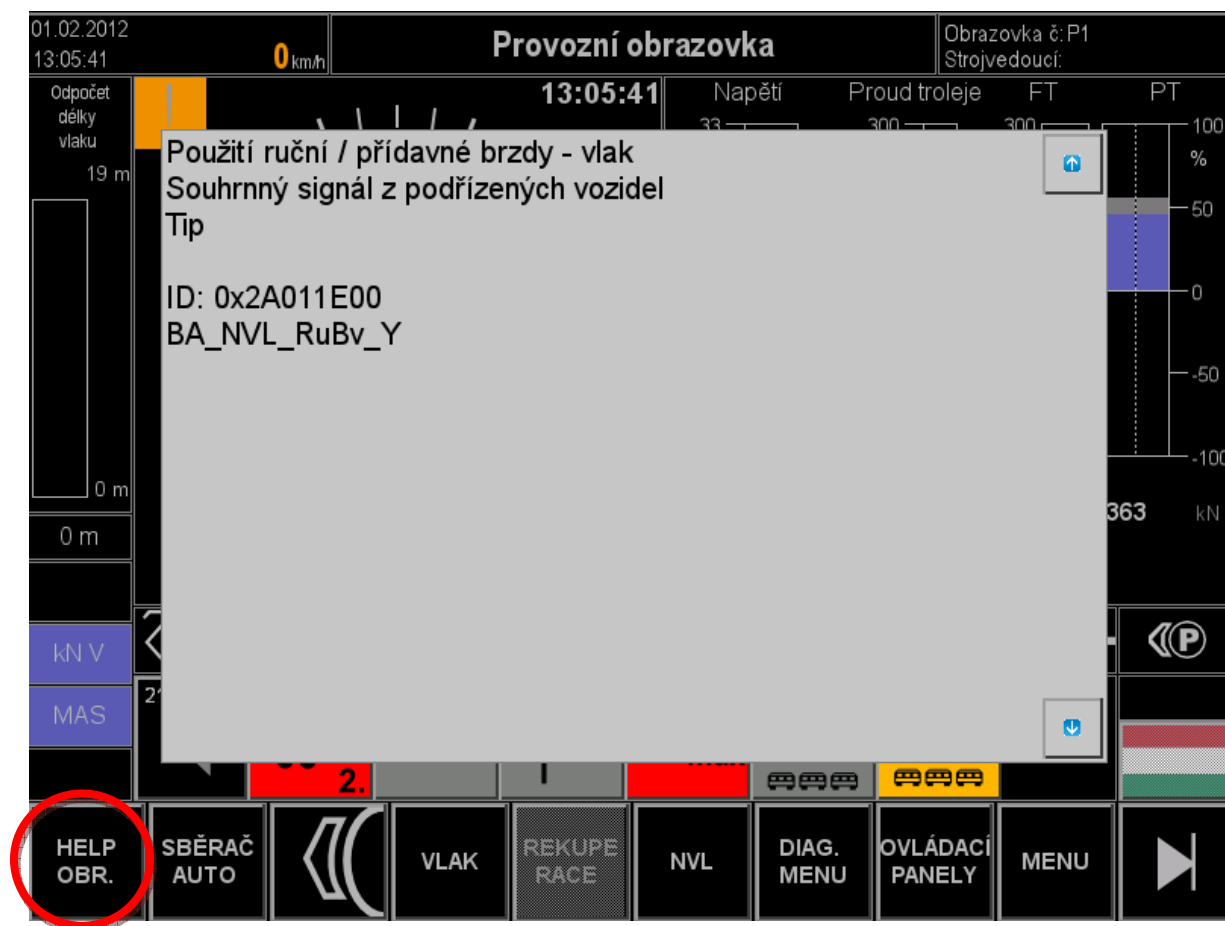 01.02.2012
13:05:41
0 km/h
Provozní obrazovka
Obrazovka č: P1
Strojvedoucí:
Odpočet
délky
vlaku
19 m
0 m
0 m
kN V
MAS
13:05:41
Napětí
Proud troleje
FT
PT
33
300
300
100
%
50
0
-50
-100
363 kN
Použití ruční / přídavné brzdy - vlak
Souhrnný signál z podřízených vozidel
Tip
ID: 0x2A011E00
BA_NVL_RuBv_Y
P
2.
HELP
OBR.
SBĚRAČ
AUTO
VLAK
REKUPE
RACE
NVL
DIAG.
MENU
OVLÁDACÍ
PANELY
MENU